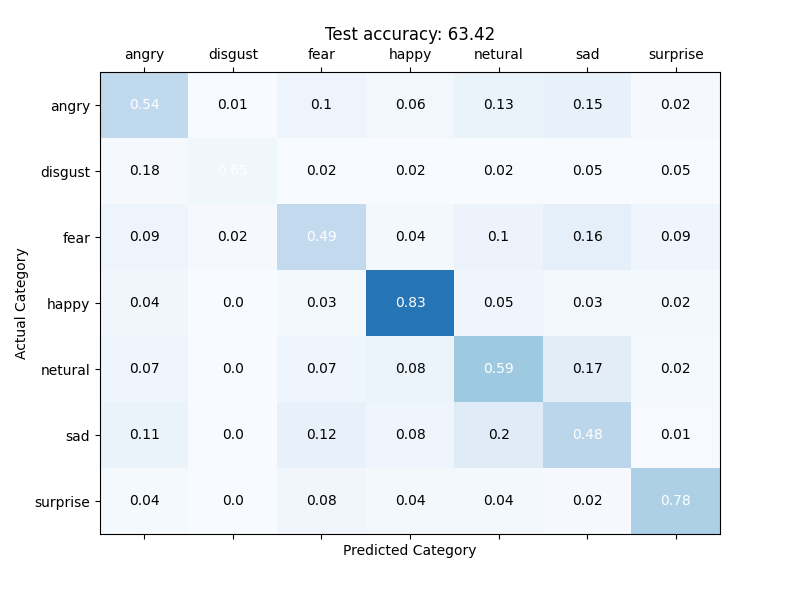 Test accuracy: 63.42
angry disgust fear happy netural sad surprise
angry 0.54 0.01 0.1 0.06 0.13 0.15 0.02
disgust 0.18 0.65 0.02 0.02 0.02 0.05 0.05
fear 0.09 0.02 0.49 0.04 0.1 0.16 0.09
happy 0.04 0.0 0.03 0.83 0.05 0.03 0.02
netural 0.07 0.0 0.07 0.08 0.59 0.17 0.02
sad 0.11 0.0 0.12 0.08 0.2 0.48 0.01
surprise 0.04 0.0 0.08 0.04 0.04 0.02 0.78
Actual Category
Predicted Category